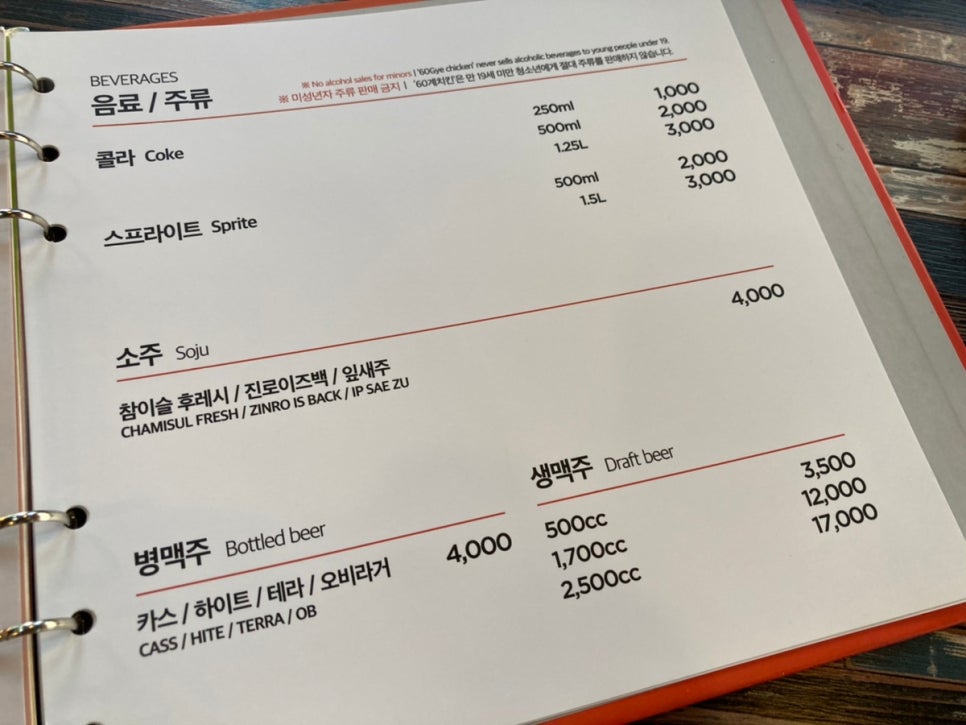 BEVERAGES
음료 / 주류
※ No alcohol sales for minors | '60Gye chicken' never sells alcoholic beverages to young people under 19.
※ 미성년자 주류 판매 금지 | '60계치킨'은 만 19세 미만 청소년에게 절대 주류를 판매하지 않습니다.
콜라 Coke
250ml 1,000
500ml 2,000
1.25L 3,000
스프라이트 Sprite
500ml 2,000
1.5L 3,000
소주 Soju 4,000
참이슬 후레시 / 진로이즈백 / 잎새주
CHAMISUL FRESH / ZINRO IS BACK / IP SAE ZU
병맥주 Bottled beer 4,000
카스 / 하이트 / 테라 / 오비라거
CASS / HITE / TERRA / OB
생맥주 Draft beer
500cc 3,500
1,700cc 12,000
2,500cc 17,000